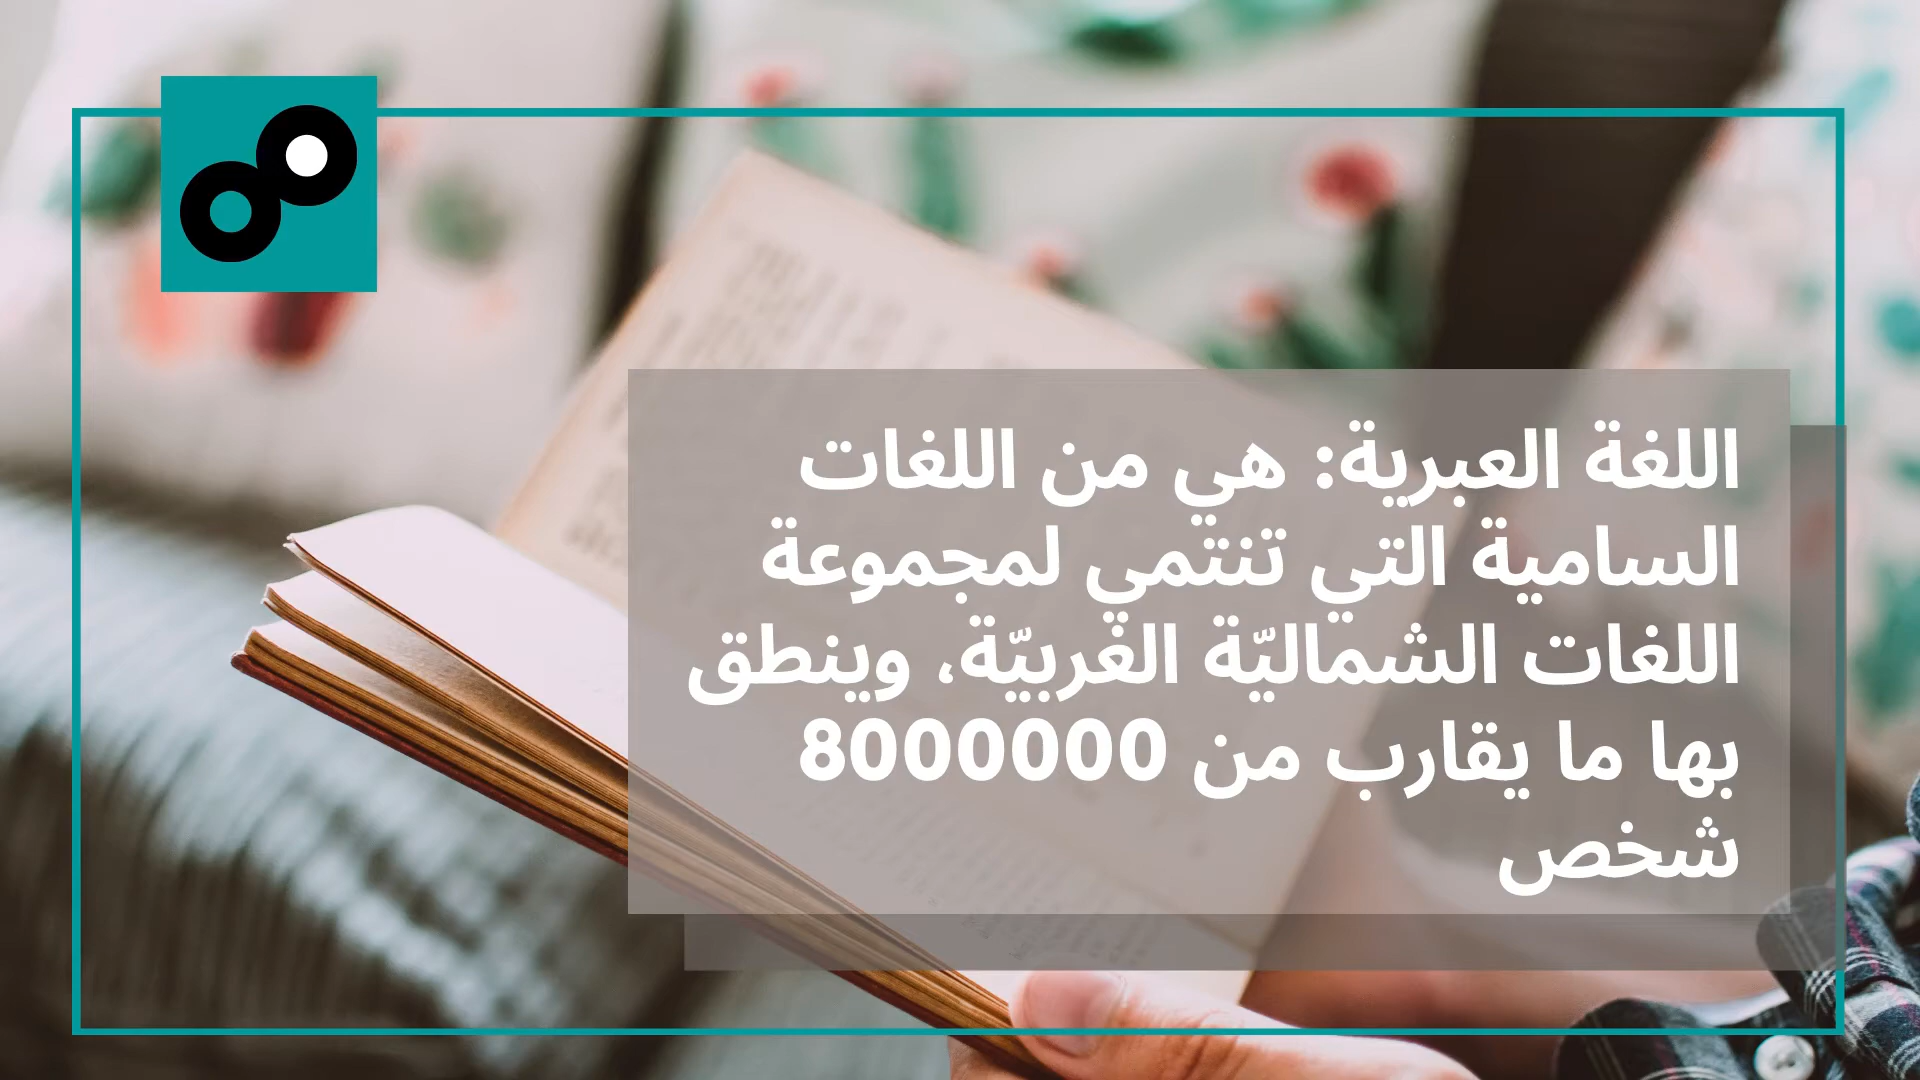 اللغة العبرية: هي من اللغات
السامية التي تنتمي لمجموعة
اللغات الشماليّة الغربيّة، وينطق
بها ما يقارب من 8000000
شخص